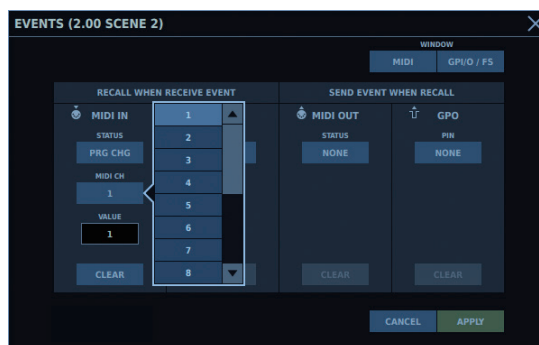 EVENTS (2.00 SCENE 2)
WINDOW
MIDI
GPI/O / FS
RECALL WHEN RECEIVE EVENT
SEND EVENT WHEN RECALL
MIDI IN
STATUS
PRG CHG
MIDI CH
1
VALUE
1
CLEAR
1
2
3
4
5
6
7
8
MIDI OUT
STATUS
NONE
CLEAR
GPO
PIN
NONE
CLEAR
CANCEL
APPLY